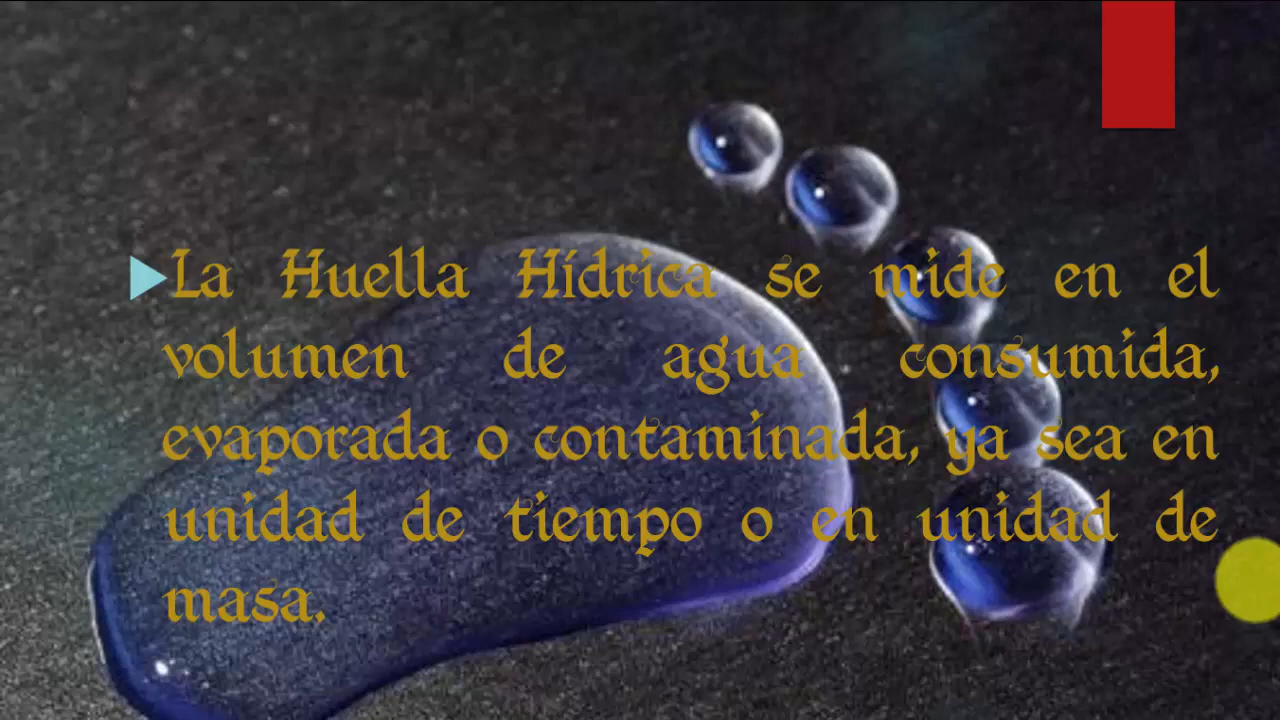 La Huella Hídrica se mide en el
volumen de agua consumida,
evaporada o contaminada, ya sea en
unidad de tiempo o en unidad de
masa.